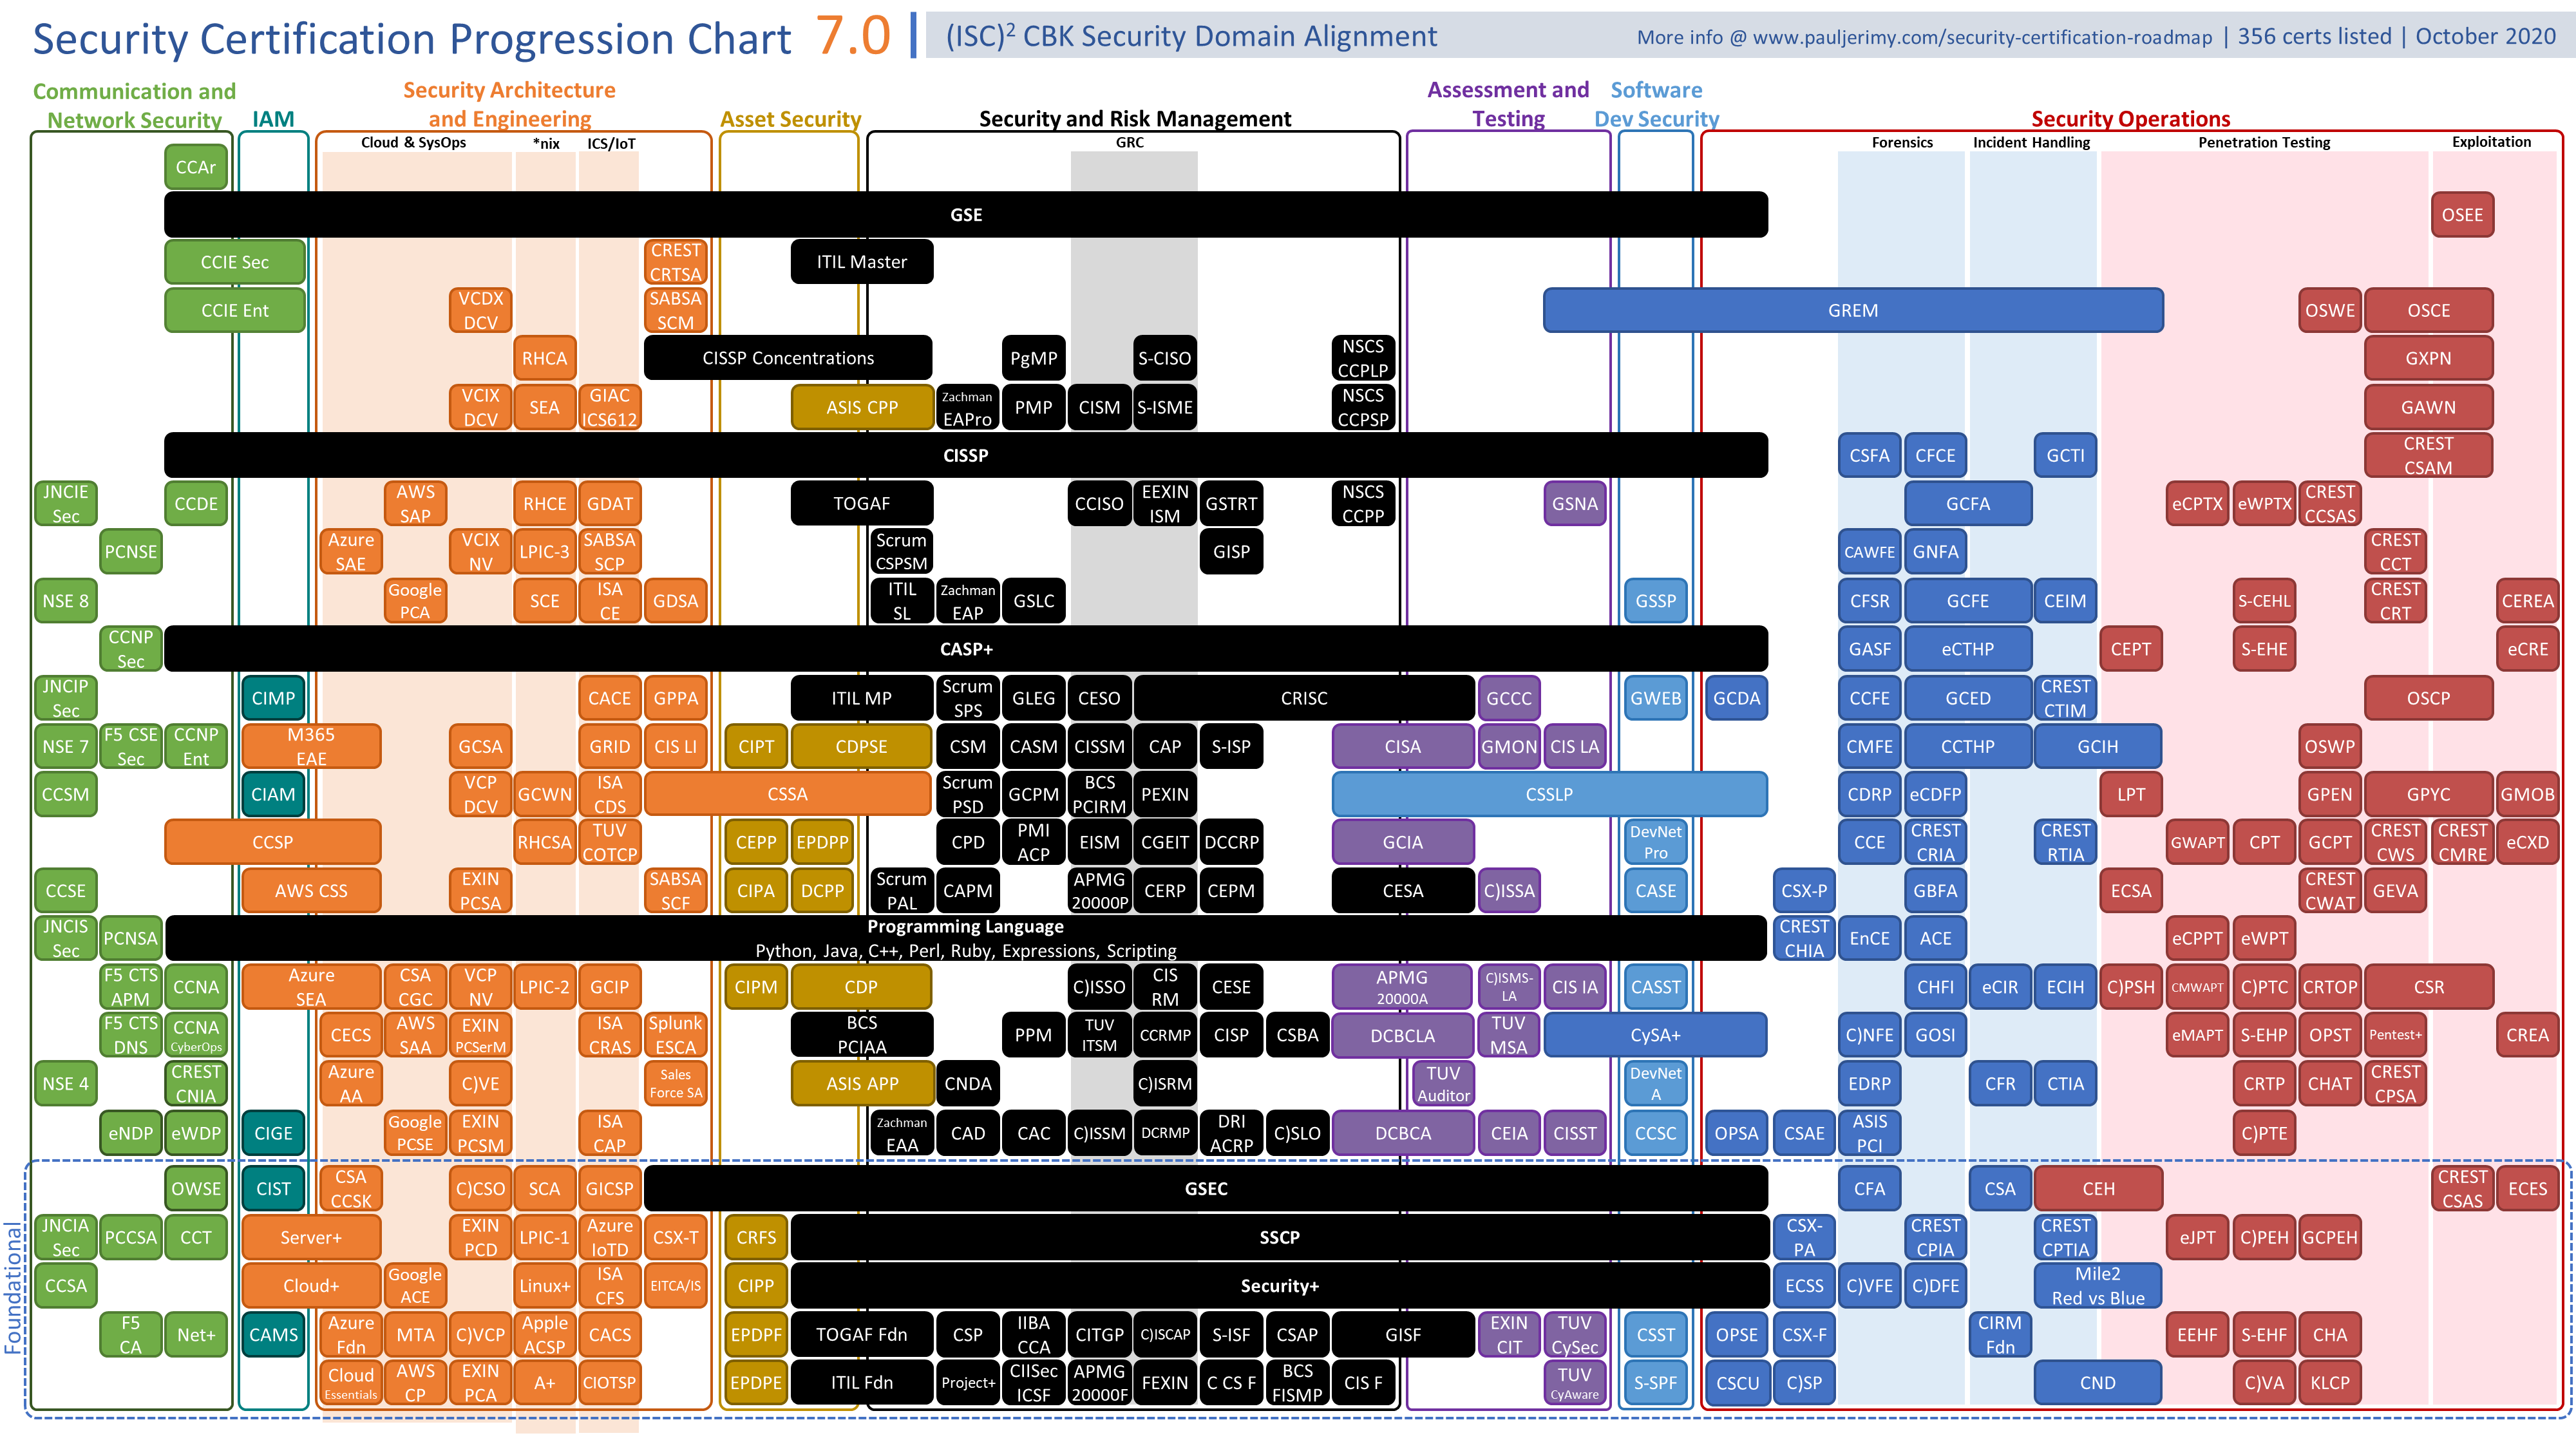 Security Certification Progression Chart 7.0
(ISC)² CBK Security Domain Alignment
More info @ www.pauljerimy.com/security-certification-roadmap | 356 certs listed | October 2020
Communication and
Network Security
IAM
Security Architecture
and Engineering
Asset Security
Security and Risk Management
Assessment and
Testing
Software
Dev Security
Security Operations
Cloud & SysOps
*nix
ICS/IoT
GRC
Forensics
Incident Handling
Penetration Testing
Exploitation
CCAr
GSE
OSEE
CCIE Sec
CREST
CRTSA
ITIL Master
CCIE Ent
VCDX
DCV
SABSA
SCM
GREM
OSWE
OSCE
RHCA
CISSP Concentrations
PgMP
S-CISO
NSCS
CCPLP
GXPN
VCIX
DCV
SEA
GIAC
ICS612
ASIS CPP
Zachman
EAPro
PMP
CISM
S-ISME
NSCS
CCPSP
GAWN
CISSP
CSFA
CFCE
GCTI
CREST
CSAM
JNCIE
Sec
CCDE
AWS
SAP
RHCE
GDAT
TOGAF
CCISO
EEXIN
ISM
GSTRT
NSCS
CCPP
GSNA
GCFA
eCPTX
eWPTX
CREST
CCSAS
PCNSE
Azure
SAE
VCIX
NV
LPIC-3
SABSA
SCP
Scrum
CSPSM
GISP
CAWFE
GNFA
CREST
CCT
NSE 8
Google
PCA
SCE
ISA
CE
GDSA
ITIL
SL
Zachman
EAP
GSLC
GSSP
CFSR
GCFE
CEIM
S-CEHL
CREST
CRT
CEREA
CCNP
Sec
CASP+
GASF
eCTHP
CEPT
S-EHE
eCRE
JNCIP
Sec
CIMP
CACE
GPPA
ITIL MP
Scrum
SPS
GLEG
CESO
CRISC
GCCC
GWEB
GCDA
CCFE
GCED
CREST
CTIM
OSCP
NSE 7
F5 CSE
Sec
CCNP
Ent
M365
EAE
GCSA
GRID
CIS LI
CIPT
CDPSE
CSM
CASM
CISSM
CAP
S-ISP
CISA
GMON
CIS LA
CMFE
CCTHP
GCIH
OSWP
CCSM
CIAM
VCP
DCV
GCWN
ISA
CDS
CSSA
Scrum
PSD
GCPM
BCS
PCIRM
PEXIN
CSSLP
CDRP
eCDFP
LPT
GPEN
GPYC
GMOB
CCSP
RHCSA
TUV
COTCP
CEPP
EPDPP
CPD
PMI
ACP
EISM
CGEIT
DCCRP
GCIA
DevNet
Pro
CCE
CREST
CRIA
CREST
RTIA
GWAPT
CPT
GCPT
CREST
CWS
CREST
CMRE
eCXD
CCSE
AWS CSS
EXIN
PCSA
SABSA
SCF
CIPA
DCPP
Scrum
PAL
CAPM
APMG
20000P
CERP
CEPM
CESA
C)ISSA
CASE
CSX-P
GBFA
ECSA
CREST
CWAT
GEVA
JNCIS
Sec
PCNSA
Programming Language
Python, Java, C++, Perl, Ruby, Expressions, Scripting
CREST
CHIA
EnCE
ACE
eCPPT
eWPT
F5 CTS
APM
CCNA
Azure
SEA
CSA
CGC
VCP
NV
LPIC-2
GCIP
CIPM
CDP
C)ISSO
CIS
RM
CESE
APMG
20000A
C)ISMS-
LA
CIS IA
CASST
CHFI
eCIR
ECIH
C)PSH
CMWAPT
C)PTC
CRTOP
CSR
F5 CTS
DNS
CCNA
CyberOps
CECS
AWS
SAA
EXIN
PCSerM
ISA
CRAS
Splunk
ESCA
BCS
PCIAA
PPM
TUV
ITSM
CCRMP
CISP
CSBA
DCBCLA
TUV
MSA
CySA+
C)NFE
GOSI
eMAPT
S-EHP
OPST
Pentest+
CREA
NSE 4
CREST
CNIA
Azure
AA
C)VE
Sales
Force SA
ASIS APP
CNDA
C)ISRM
TUV
Auditor
DevNet
A
EDRP
CFR
CTIA
CRTP
CHAT
CREST
CPSA
eNDP
eWDP
CIGE
Google
PCSE
EXIN
PCSM
ISA
CAP
Zachman
EAA
CAD
CAC
C)ISSM
DCRMP
DRI
ACRP
C)SLO
DCBCA
CEIA
CISST
CCSC
OPSA
CSAE
ASIS
PCI
C)PTE
Foundational
OWSE
CIST
CSA
CCSK
C)CSO
SCA
GICSP
GSEC
CFA
CSA
CEH
CREST
CSAS
ECES
JNCIA
Sec
PCCSA
CCT
Server+
EXIN
PCD
LPIC-1
Azure
IoTD
CSX-T
CRFS
SSCP
CSX-
PA
CREST
CPIA
CREST
CPTIA
eJPT
C)PEH
GCPEH
CCSA
Cloud+
Google
ACE
Linux+
ISA
CFS
EITCA/IS
CIPP
Security+
ECSS
C)VFE
C)DFE
Mile2
Red vs Blue
F5
CA
Net+
CAMS
Azure
Fdn
MTA
C)VCP
Apple
ACSP
CACS
EPDPF
TOGAF Fdn
CSP
IIBA
CCA
CITGP
C)ISCAP
S-ISF
CSAP
GISF
EXIN
CIT
TUV
CySec
CSST
OPSE
CSX-F
CIRM
Fdn
EEHF
S-EHF
CHA
Cloud
Essentials
AWS
CP
EXIN
PCA
A+
CIOTSP
EPDPE
ITIL Fdn
Project+
CIISec
ICSF
APMG
20000F
FEXIN
C CS F
BCS
FISMP
CIS F
TUV
CyAware
S-SPF
CSCU
C)SP
CND
C)VA
KLCP